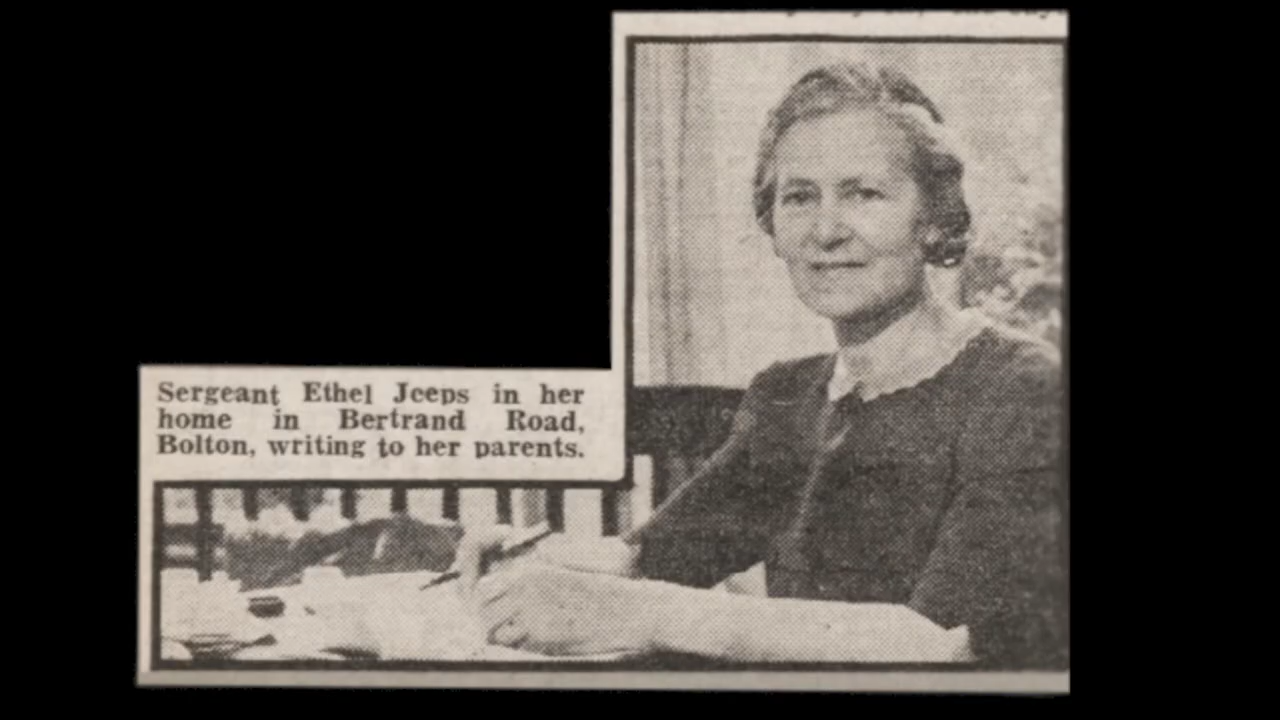 Sergeant Ethel Jeeps in her
home in Bertrand Road,
Bolton, writing to her parents.